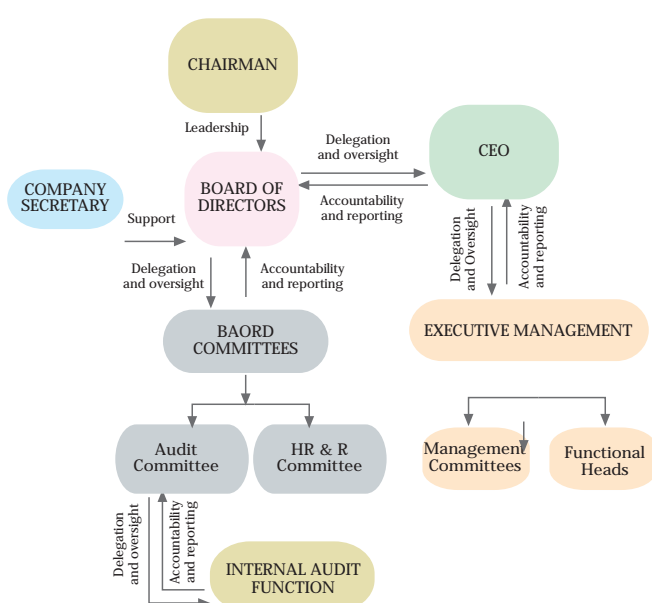 CHAIRMAN
Leadership
Delegation
and oversight
CEO
COMPANY
SECRETARY
BOARD OF
DIRECTORS
Accountability
and reporting
Support
Delegation
and oversight
Accountability
and reporting
Delegation
and Oversight
Accountability
and reporting
BAORD
COMMITTEES
EXECUTIVE MANAGEMENT
Audit
Committee
HR & R
Committee
Management
Committees
Functional
Heads
Delegation
and oversight
Accountability
and reporting
INTERNAL AUDIT
FUNCTION